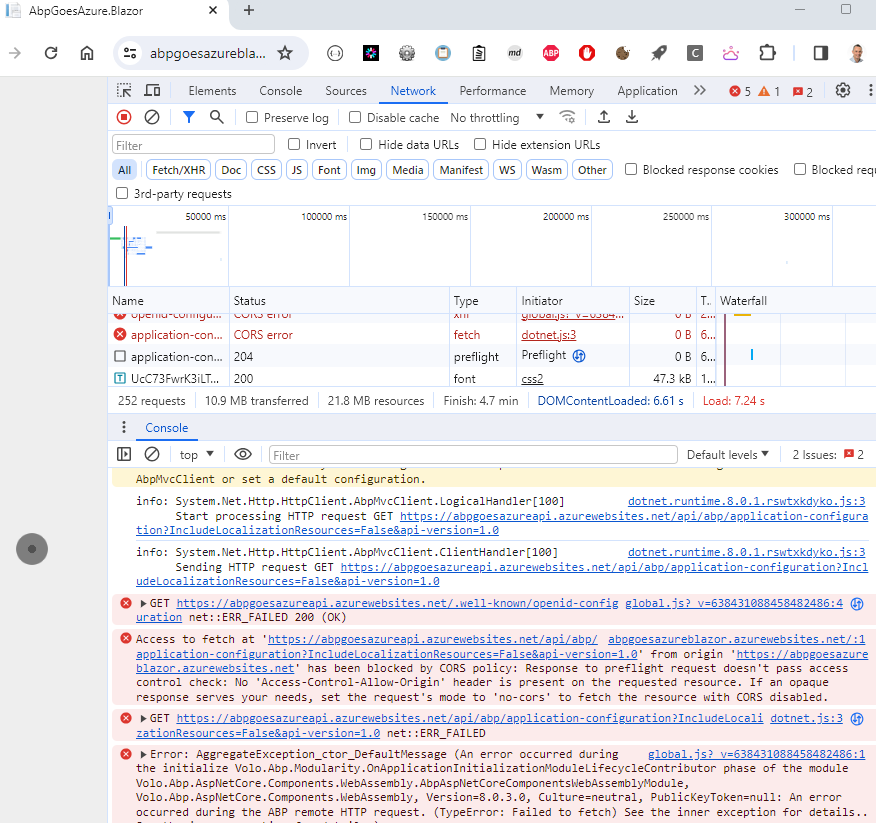 AbpGoesAzure.Blazor
abpgoesazurebla...
md
ABP
C
Elements Console Sources Network Performance Memory Application 5 1 2
Preserve log Disable cache No throttling
Filter Invert Hide data URLs Hide extension URLs
All Fetch/XHR Doc CSS JS Font Img Media Manifest WS Wasm Other Blocked response cookies Blocked requ
3rd-party requests
50000 ms 100000 ms 150000 ms 200000 ms 250000 ms 300000 ms
Name Status Type Initiator Size T.. Waterfall
openid-configu... CORS error xhr global.js?_v=6384... 0 B 2...
application-con... CORS error fetch dotnet.js:3 0 B 6...
application-con... 204 preflight Preflight 0 B 6...
UcC73FwrK3iLT... 200 font css2 47.3 kB 1...
252 requests 10.9 MB transferred 21.8 MB resources Finish: 4.7 min DOMContentLoaded: 6.61 s Load: 7.24 s
Console
top Filter Default levels 2 Issues: 2
AbpMvcClient or set a default configuration.
info: System.Net.Http.HttpClient.AbpMvcClient.LogicalHandler[100] dotnet.runtime.8.0.1.rswtxkdyko.js:3
Start processing HTTP request GET https://abpgoesazureapi.azurewebsites.net/api/abp/application-configura
tion?IncludeLocalizationResources=False&api-version=1.0
info: System.Net.Http.HttpClient.AbpMvcClient.ClientHandler[100] dotnet.runtime.8.0.1.rswtxkdyko.js:3
Sending HTTP request GET https://abpgoesazureapi.azurewebsites.net/api/abp/application-configuration?Incl
udeLocalizationResources=False&api-version=1.0
GET https://abpgoesazureapi.azurewebsites.net/.well-known/openid-config global.js?_v=638431088458482486:4
uration net::ERR_FAILED 200 (OK)
Access to fetch at 'https://abpgoesazureapi.azurewebsites.net/api/abp/ abpgoesazureblazor.azurewebsites.net/:1
application-configuration?IncludeLocalizationResources=False&api-version=1.0' from origin 'https://abpgoesazure
blazor.azurewebsites.net' has been blocked by CORS policy: Response to preflight request doesn't pass access
control check: No 'Access-Control-Allow-Origin' header is present on the requested resource. If an opaque
response serves your needs, set the request's mode to 'no-cors' to fetch the resource with CORS disabled.
GET https://abpgoesazureapi.azurewebsites.net/api/abp/application-configuration?IncludeLocali dotnet.js:3
zationResources=False&api-version=1.0 net::ERR_FAILED
Error: AggregateException_ctor_DefaultMessage (An error occurred during global.js?_v=638431088458482486:1
the initialize Volo.Abp.Modularity.OnApplicationInitializationModuleLifecycleContributor phase of the module
Volo.Abp.AspNetCore.Components.WebAssembly.AbpAspNetCoreComponentsWebAssemblyModule,
Volo.Abp.AspNetCore.Components.WebAssembly, Version=8.0.3.0, Culture=neutral, PublicKeyToken=null: An error
occurred during the ABP remote HTTP request. (TypeError: Failed to fetch) See the inner exception for details..